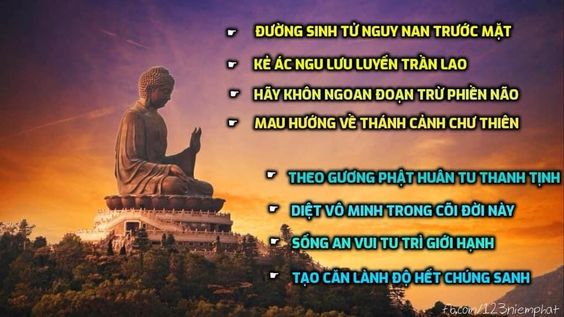 ĐƯỜNG SINH TỬ NGUY NAN TRƯỚC MẶT
KẺ ÁC NGU LƯU LUYẾN TRẦN LAO
HÃY KHÔN NGOAN ĐOẠN TRỪ PHIỀN NÃO
MAU HƯỚNG VỀ THÁNH CẢNH CHƯ THIÊN
THEO GƯƠNG PHẬT HUÂN TU THANH TỊNH
DIỆT VÔ MINH TRONG CÕI ĐỜI NÀY
SỐNG AN VUI TU TRÌ GIỚI HẠNH
TẠO CĂN LÀNH ĐỘ HẾT CHÚNG SANH
fb.com/123niemphat